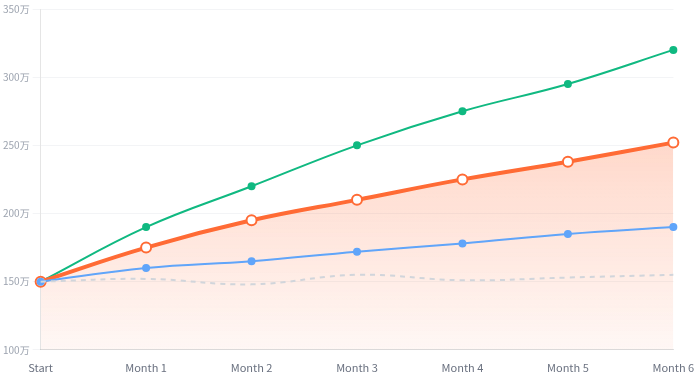 350万
300万
250万
200万
150万
100万
Start Month 1 Month 2 Month 3 Month 4 Month 5 Month 6